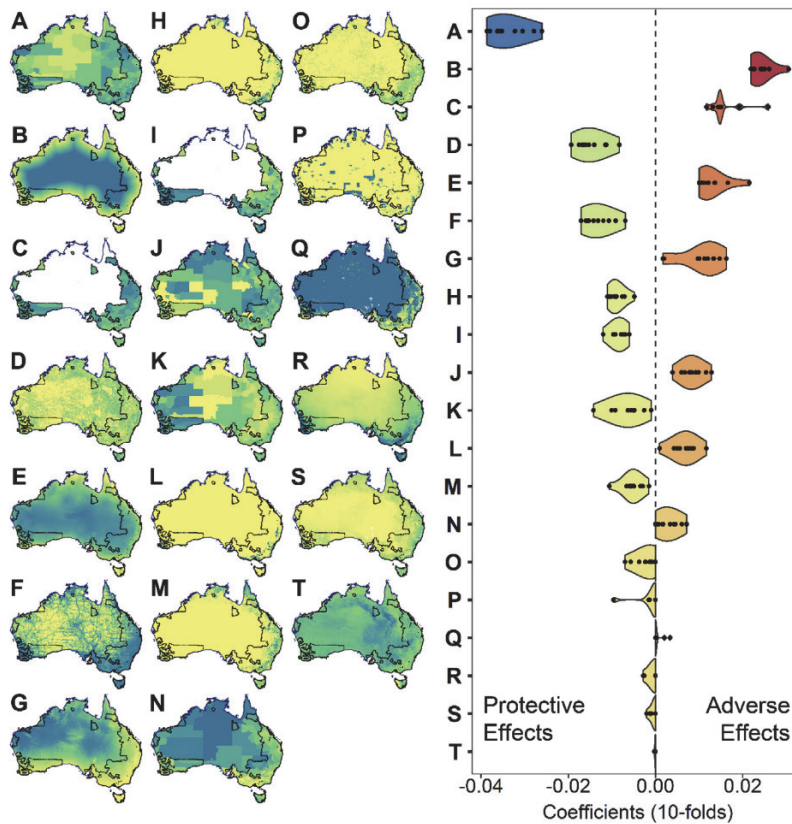 A H O
B I P
C J Q
D K R
E L S
F M T
G N
A
B
C
D
E
F
G
H
I
J
K
L
M
N
O
P
Q
R
S
T
Protective
Effects
Adverse
Effects
-0.04 -0.02 0.00 0.02
Coefficients (10-folds)